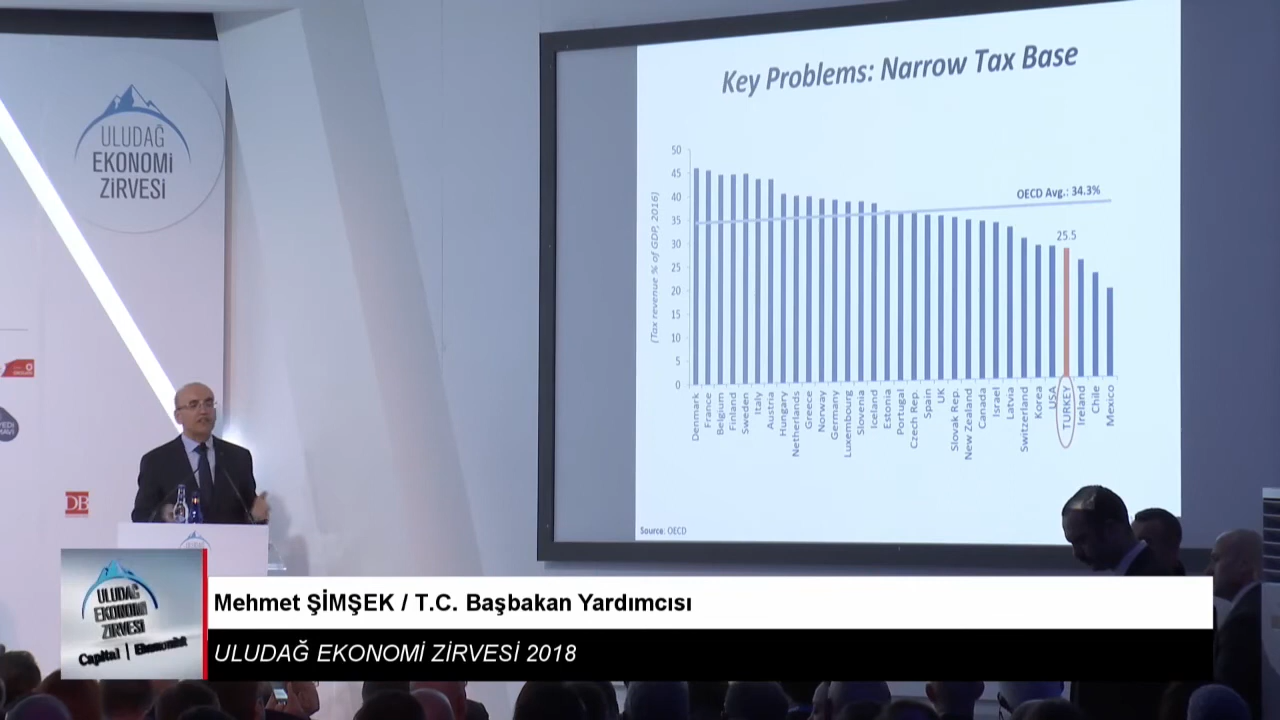 ULUDAĞ
EKONOMİ
ZİRVESİ
DB
Key Problems: Narrow Tax Base
(Tax revenue % of GDP, 2016)
50
45
40
35
30
25
20
15
10
5
0
OECD Avg.: 34.3%
25.5
Denmark
France
Belgium
Finland
Sweden
Italy
Austria
Hungary
Netherlands
Greece
Norway
Germany
Luxembourg
Slovenia
Iceland
Estonia
Portugal
Czech Rep.
Spain
UK
Slovak Rep.
New Zealand
Canada
Israel
Latvia
Switzerland
Korea
USA
TURKEY
Ireland
Chile
Mexico
Source: OECD
ULUDAĞ
EKONOMİ
ZİRVESİ
Capital | Ekonomist
Mehmet ŞİMŞEK / T.C. Başbakan Yardımcısı
ULUDAĞ EKONOMİ ZİRVESİ 2018